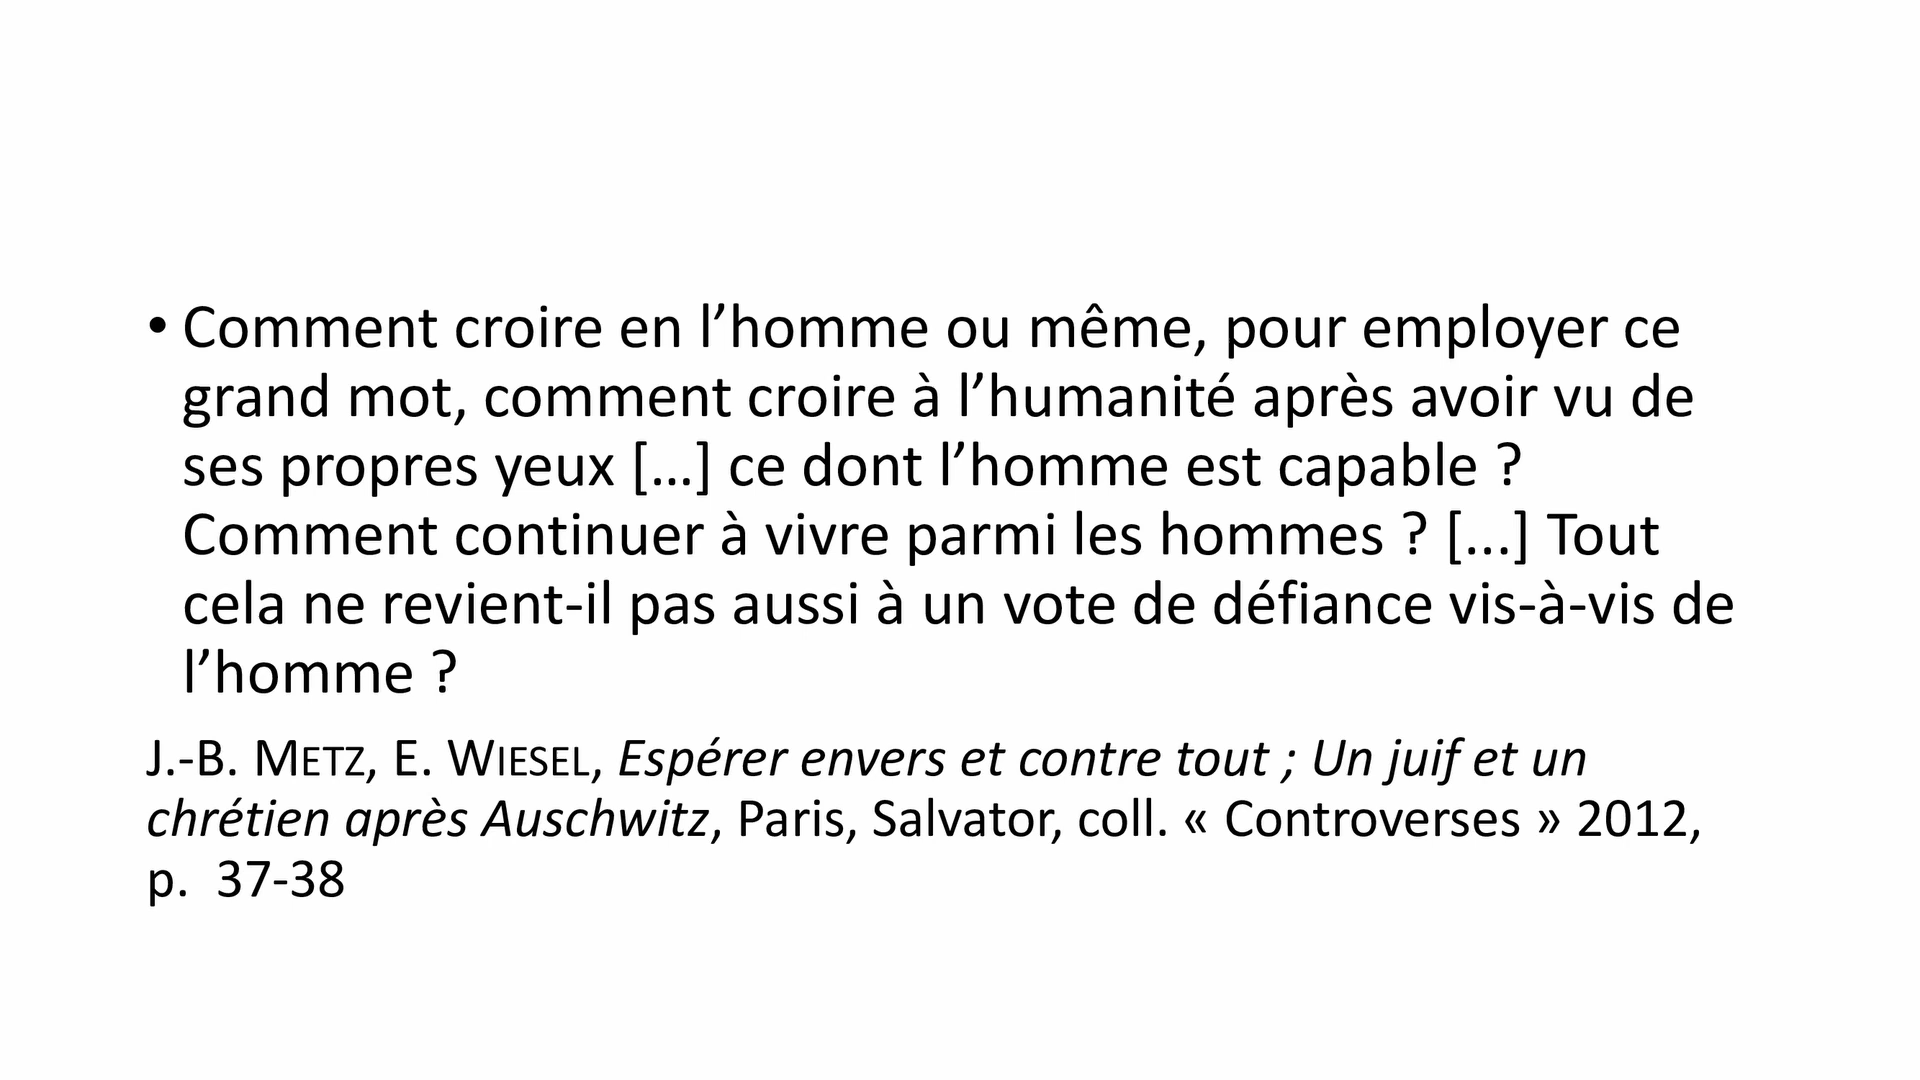 • Comment croire en l’homme ou même, pour employer ce
grand mot, comment croire à l’humanité après avoir vu de
ses propres yeux […] ce dont l’homme est capable ?
Comment continuer à vivre parmi les hommes ? [...] Tout
cela ne revient-il pas aussi à un vote de défiance vis-à-vis de
l’homme ?
J.-B. METZ, E. WIESEL, Espérer envers et contre tout ; Un juif et un
chrétien après Auschwitz, Paris, Salvator, coll. « Controverses » 2012,
p.  37-38